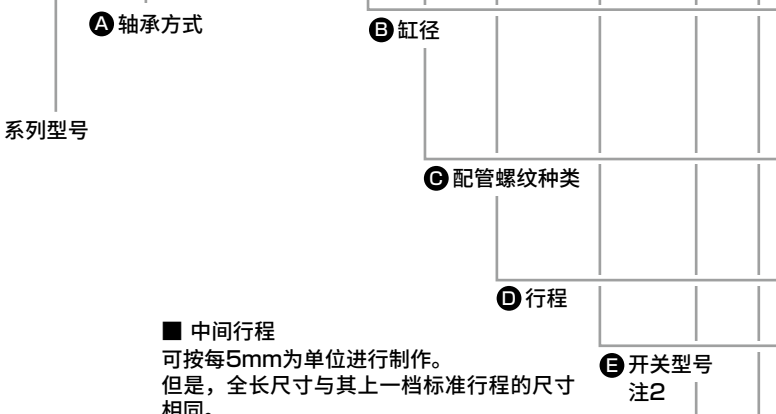 A 轴承方式
B 缸径
系列型号
C 配管螺纹种类
D 行程
■ 中间行程
可按每5mm为单位进行制作。
但是，全长尺寸与其上一档标准行程的尺寸
相同。
E 开关型号
注2